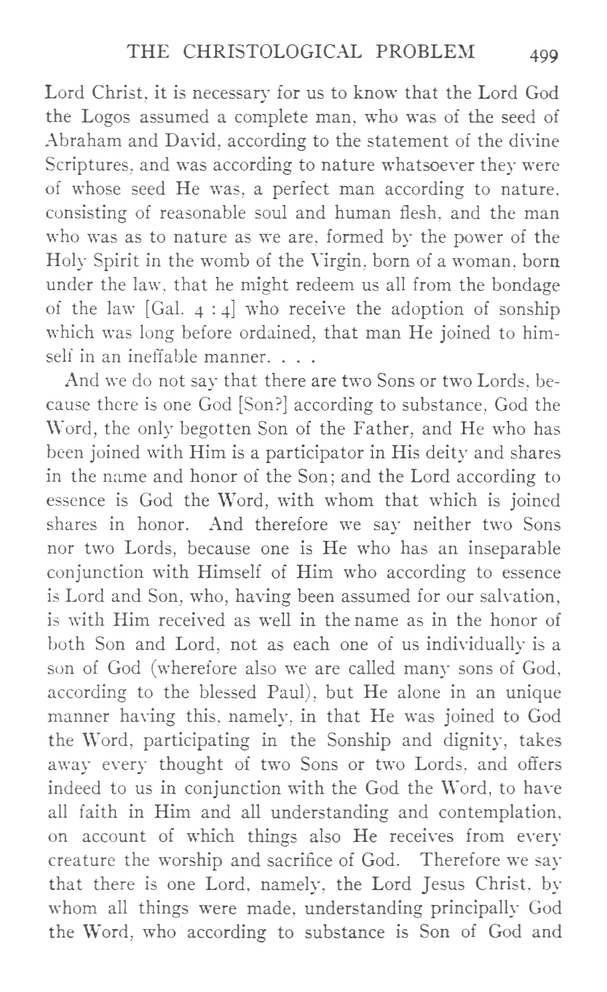 THE CHRISTOLOGICAL PROBLEM 499
Lord Christ, it is necessary for us to know that the Lord God
the Logos assumed a complete man, who was of the seed of
Abraham and David, according to the statement of the divine
Scriptures, and was according to nature whatsoever they were
of whose seed He was, a perfect man according to nature,
consisting of reasonable soul and human flesh, and the man
who was as to nature as we are, formed by the power of the
Holy Spirit in the womb of the Virgin, born of a woman, born
under the law, that he might redeem us all from the bondage
of the law [Gal. 4 : 4] who receive the adoption of sonship
which was long before ordained, that man He joined to him-
self in an ineffable manner. . . .
And we do not say that there are two Sons or two Lords, be-
cause there is one God [Son?] according to substance, God the
Word, the only begotten Son of the Father, and He who has
been joined with Him is a participator in His deity and shares
in the name and honor of the Son; and the Lord according to
essence is God the Word, with whom that which is joined
shares in honor. And therefore we say neither two Sons
nor two Lords, because one is He who has an inseparable
conjunction with Himself of Him who according to essence
is Lord and Son, who, having been assumed for our salvation,
is with Him received as well in the name as in the honor of
both Son and Lord, not as each one of us individually is a
son of God (wherefore also we are called many sons of God,
according to the blessed Paul), but He alone in an unique
manner having this, namely, in that He was joined to God
the Word, participating in the Sonship and dignity, takes
away every thought of two Sons or two Lords, and offers
indeed to us in conjunction with the God the Word, to have
all faith in Him and all understanding and contemplation,
on account of which things also He receives from every
creature the worship and sacrifice of God. Therefore we say
that there is one Lord, namely, the Lord Jesus Christ, by
whom all things were made, understanding principally God
the Word, who according to substance is Son of God and